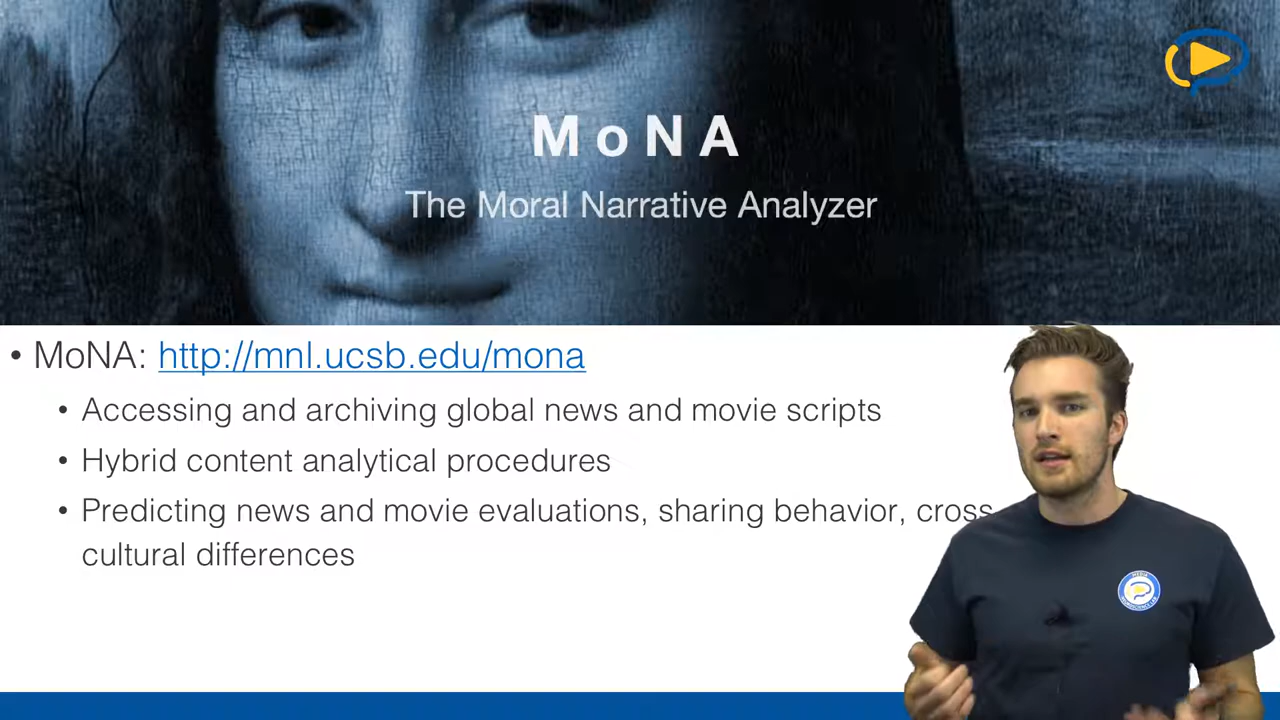 M o N A
The Moral Narrative Analyzer
• MoNA: http://mnl.ucsb.edu/mona
• Accessing and archiving global news and movie scripts
• Hybrid content analytical procedures
• Predicting news and movie evaluations, sharing behavior, cross
cultural differences